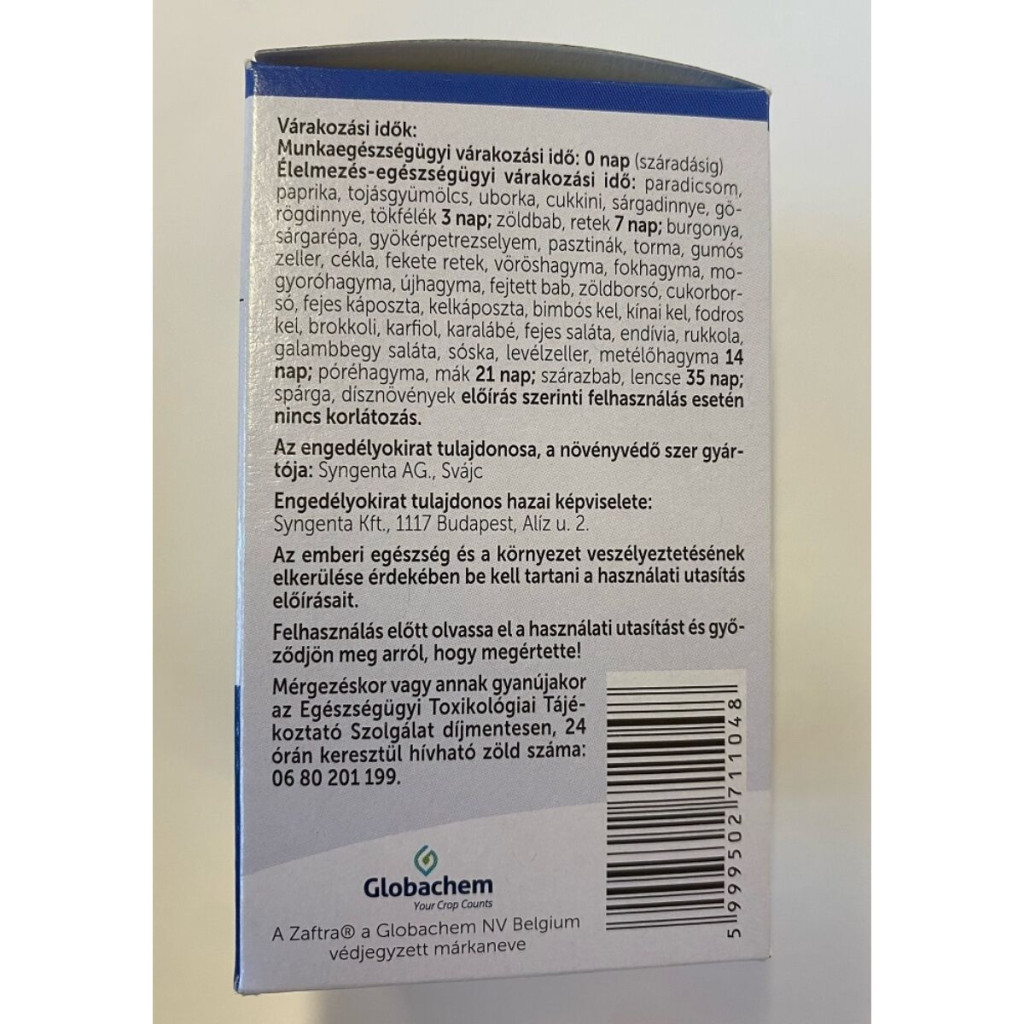 Várakozási idők:
Munkaegészségügyi várakozási idő: 0 nap (száradásig)
Élelmezés-egészségügyi várakozási idő: paradicsom,
paprika, tojásgyümölcs, uborka, cukkini, sárgadinnye, gö-
rögdinnye, tökfélék 3 nap; zöldbab, retek 7 nap; burgonya,
sárgarépa, gyökérpetrezselyem, pasztinák, torma, gumós
zeller, cékla, fekete retek, vöröshagyma, fokhagyma, mo-
gyoróhagyma, újhagyma, fejtett bab, zöldborsó, cukorbor-
só, fejes káposzta, kelkáposzta, bimbós kel, kínai kel, fodros
kel, brokkoli, karfiol, karalábé, fejes saláta, endívia, rukkola,
galambbegy saláta, sóska, levélzeller, metélőhagyma 14
nap; póréhagyma, mák 21 nap; szárazbab, lencse 35 nap;
spárga, dísznövények előírás szerinti felhasználás esetén
nincs korlátozás.
Az engedélyokirat tulajdonosa, a növényvédő szer gyár-
tója: Syngenta AG., Svájc
Engedélyokirat tulajdonos hazai képviselete:
Syngenta Kft., 1117 Budapest, Alíz u. 2.
Az emberi egészség és a környezet veszélyeztetésének
elkerülése érdekében be kell tartani a használati utasítás
előírásait.
Felhasználás előtt olvassa el a használati utasítást és győ-
ződjön meg arról, hogy megértette!
Mérgezéskor vagy annak gyanújakor
az Egészségügyi Toxikológiai Tájé-
koztató Szolgálat díjmentesen, 24
órán keresztül hívható zöld száma:
06 80 201 199.
5 999502 711048
Globachem
Your Crop Counts
A Zaftra® a Globachem NV Belgium
védjegyzett márkaneve